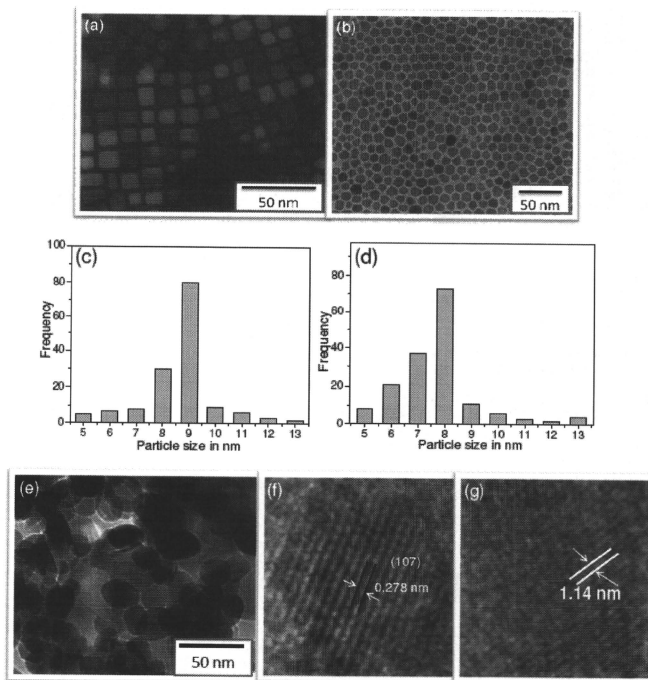 (a)
50 nm
(b)
50 nm
(c)
100
80
60
40
20
0
Frequency
5 6 7 8 9 10 11 12 13
Particle size in nm
(d)
80
60
40
20
0
Frequency
5 6 7 8 9 10 11 12 13
Particle size in nm
(e)
50 nm
(f)
(107)
0.278 nm
(g)
1.14 nm